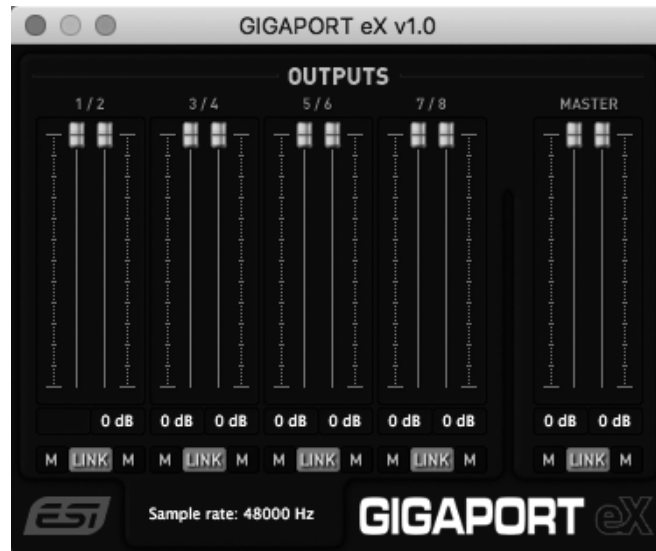 GIGAPORT eX v1.0
OUTPUTS
1 / 2 3 / 4 5 / 6 7 / 8 MASTER
0 dB 0 dB 0 dB 0 dB 0 dB 0 dB 0 dB 0 dB 0 dB
M LINK M M LINK M M LINK M M LINK M M LINK M
ESI Sample rate: 48000 Hz GIGAPORT eX